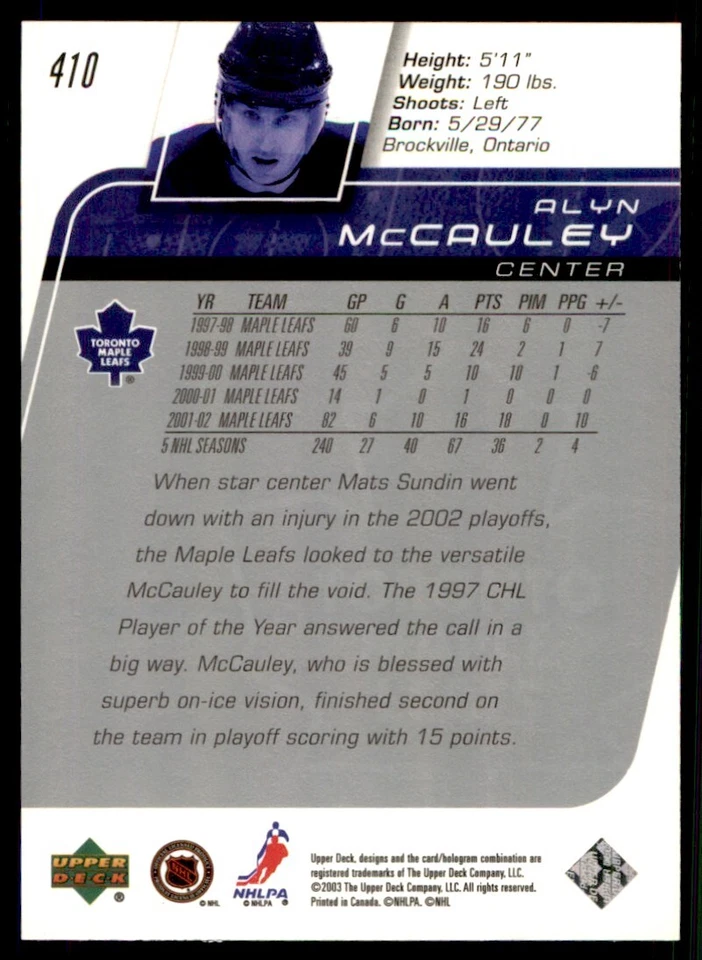 410
Height: 5'11"
Weight: 190 lbs.
Shoots: Left
Born: 5/29/77
Brockville, Ontario
ALYN
McCAULEY
CENTER
YR TEAM GP G A PTS PIM PPG +/-
1997-98 MAPLE LEAFS 60 6 10 16 6 0 -7
1998-99 MAPLE LEAFS 39 9 15 24 2 1 7
1999-00 MAPLE LEAFS 45 5 5 10 10 1 -6
2000-01 MAPLE LEAFS 14 1 0 1 0 0 0
2001-02 MAPLE LEAFS 82 6 10 16 18 0 10
5 NHL SEASONS 240 27 40 67 36 2 4
TORONTO
MAPLE
LEAFS
®
When star center Mats Sundin went
down with an injury in the 2002 playoffs,
the Maple Leafs looked to the versatile
McCauley to fill the void. The 1997 CHL
Player of the Year answered the call in a
big way. McCauley, who is blessed with
superb on-ice vision, finished second on
the team in playoff scoring with 15 points.
UPPER
DECK
®
NHL
© NHL
NHLPA
© NHLPA ®
Upper Deck, designs and the card/hologram combination are
registered trademarks of The Upper Deck Company, LLC.
©2003 The Upper Deck Company, LLC. All rights reserved.
Printed in Canada. ©NHLPA. ©NHL